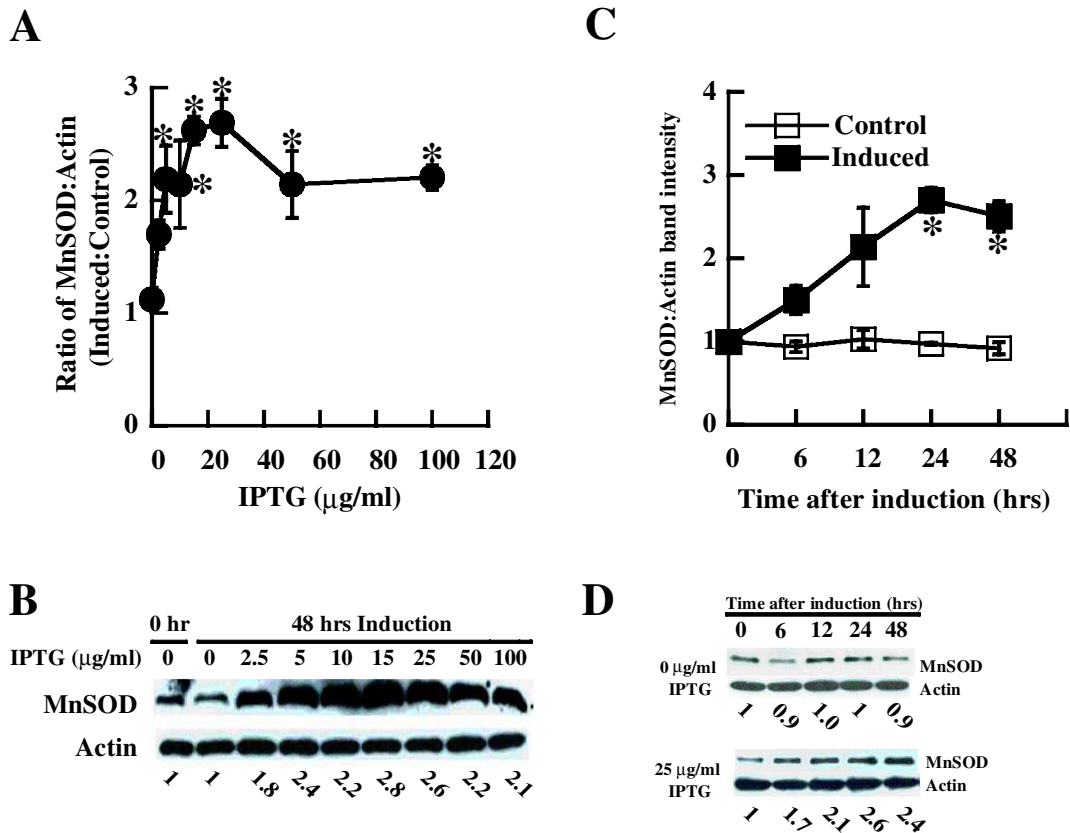 A
Ratio of MnSOD:Actin
(Induced:Control)
3
2
1
0
* * * * * * *
0 20 40 60 80 100 120
IPTG (µg/ml)
C
MnSOD:Actin band intensity
4
3
2
1
0
Control
Induced
* *
0 6 12 24 48
Time after induction (hrs)
B
0 hr 48 hrs Induction
IPTG (µg/ml) 0 0 2.5 5 10 15 25 50 100
MnSOD
Actin
1 1 1.8 2.4 2.2 2.8 2.6 2.2 2.1
D
Time after induction (hrs)
0 6 12 24 48
0 µg/ml
IPTG
MnSOD
Actin
1 0.9 1.0 1 0.9
25 µg/ml
IPTG
MnSOD
Actin
1 1.7 2.1 2.6 2.4